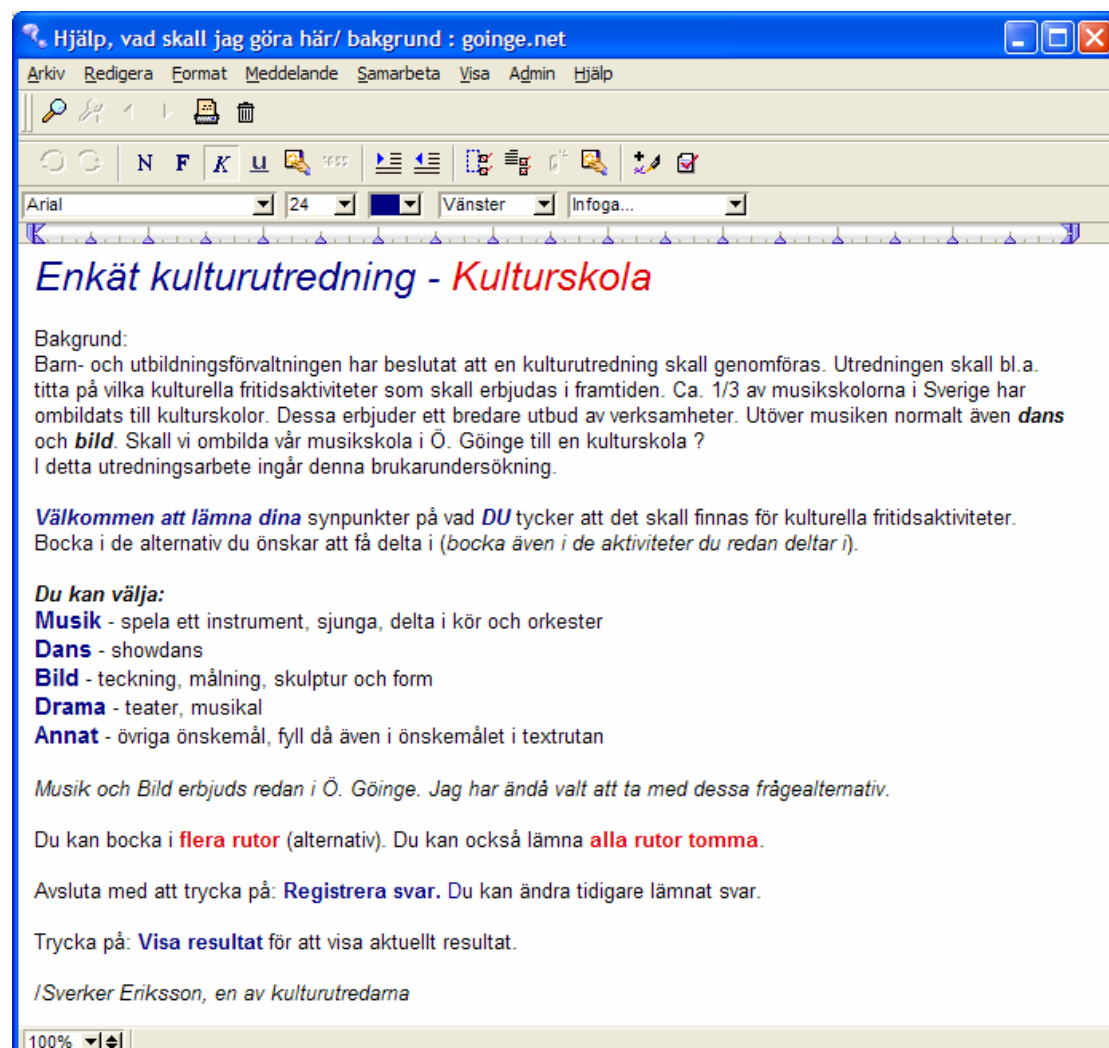 Hjälp, vad skall jag göra här/ bakgrund : goinge.net
Arkiv Redigera Format Meddelande Samarbeta Visa Admin Hjälp
N F K U
Arial 24 Vänster Infoga...
Enkät kulturutredning - Kulturskola
Bakgrund:
Barn- och utbildningsförvaltningen har beslutat att en kulturutredning skall genomföras. Utredningen skall bl.a.
titta på vilka kulturella fritidsaktiviteter som skall erbjudas i framtiden. Ca. 1/3 av musikskolorna i Sverige har
ombildats till kulturskolor. Dessa erbjuder ett bredare utbud av verksamheter. Utöver musiken normalt även dans
och bild. Skall vi ombilda vår musikskola i Ö. Göinge till en kulturskola ?
I detta utredningsarbete ingår denna brukarundersökning.
Välkommen att lämna dina synpunkter på vad DU tycker att det skall finnas för kulturella fritidsaktiviteter.
Bocka i de alternativ du önskar att få delta i (bocka även i de aktiviteter du redan deltar i).
Du kan välja:
Musik - spela ett instrument, sjunga, delta i kör och orkester
Dans - showdans
Bild - teckning, målning, skulptur och form
Drama - teater, musikal
Annat - övriga önskemål, fyll då även i önskemålet i textrutan
Musik och Bild erbjuds redan i Ö. Göinge. Jag har ändå valt att ta med dessa frågealternativ.
Du kan bocka i flera rutor (alternativ). Du kan också lämna alla rutor tomma.
Avsluta med att trycka på: Registrera svar. Du kan ändra tidigare lämnat svar.
Trycka på: Visa resultat för att visa aktuellt resultat.
/Sverker Eriksson, en av kulturutredarna
100%